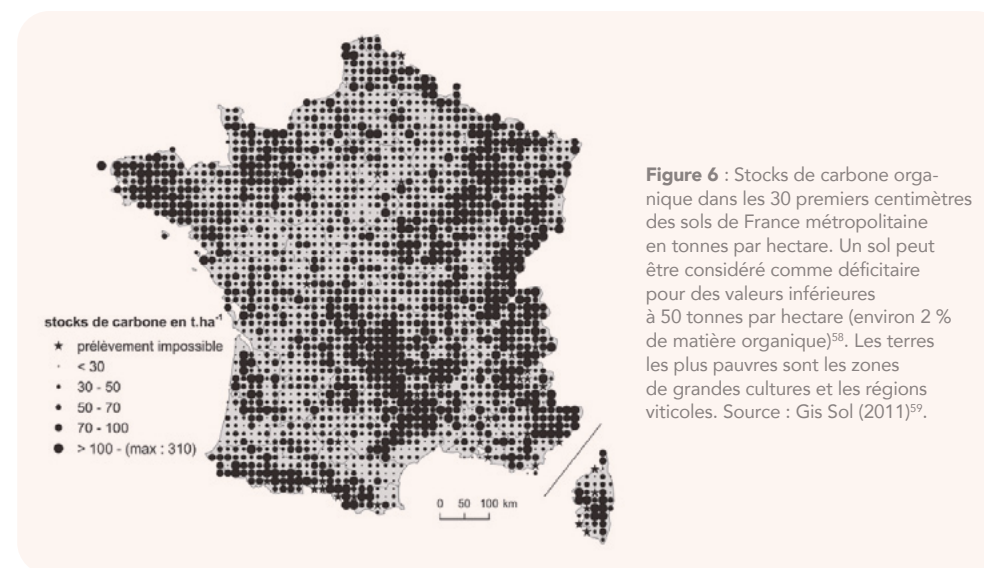 stocks de carbone en t.ha⁻¹
★ prélèvement impossible
< 30
30 - 50
50 - 70
70 - 100
> 100 - (max : 310)
0 50 100 km
Figure 6 : Stocks de carbone orga-
nique dans les 30 premiers centimètres
des sols de France métropolitaine
en tonnes par hectare. Un sol peut
être considéré comme déficitaire
pour des valeurs inférieures
à 50 tonnes par hectare (environ 2 %
de matière organique)⁵⁸. Les terres
les plus pauvres sont les zones
de grandes cultures et les régions
viticoles. Source : Gis Sol (2011)⁵⁹.